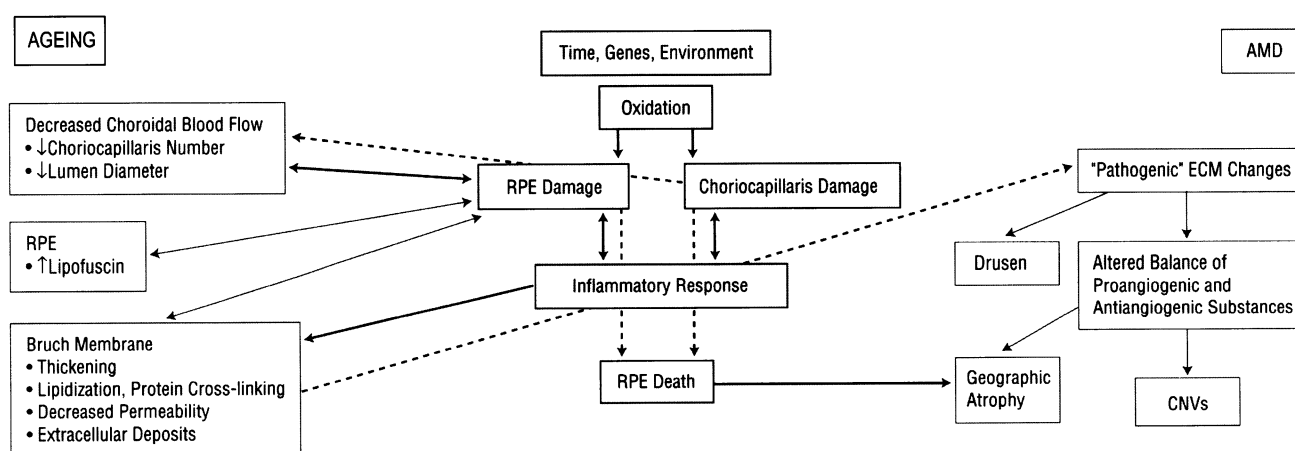 AGEING
Time, Genes, Environment
AMD
Oxidation
Decreased Choroidal Blood Flow
• ↓Choriocapillaris Number
• ↓Lumen Diameter
RPE Damage
Choriocapillaris Damage
"Pathogenic" ECM Changes
RPE
• ↑Lipofuscin
Inflammatory Response
Drusen
Altered Balance of
Proangiogenic and
Antiangiogenic Substances
Bruch Membrane
• Thickening
• Lipidization, Protein Cross-linking
• Decreased Permeability
• Extracellular Deposits
RPE Death
Geographic
Atrophy
CNVs